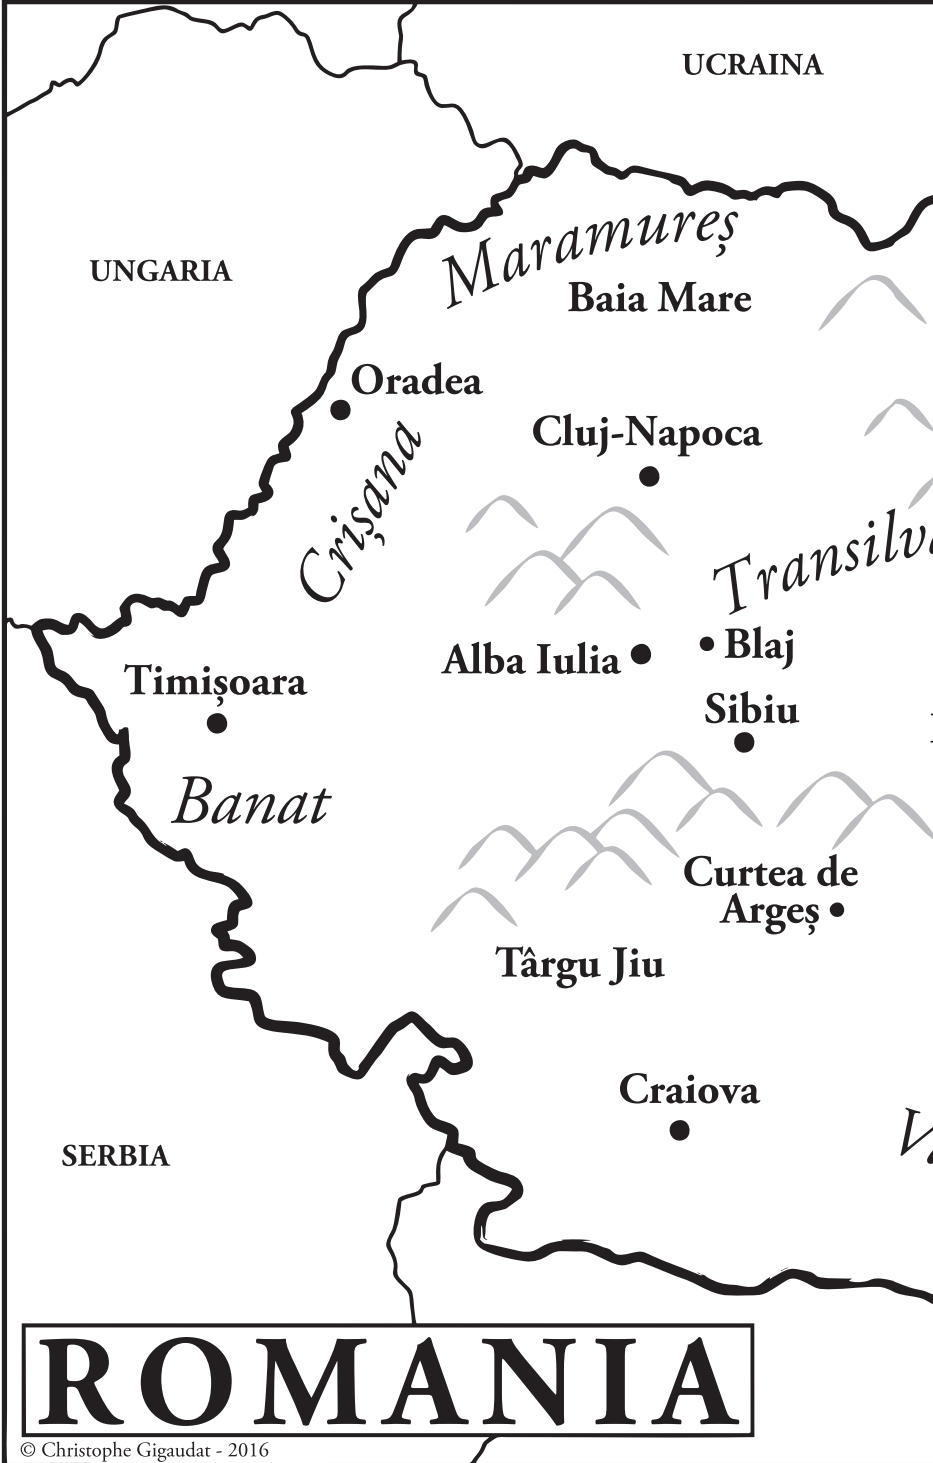 UCRAINA
UNGARIA
Maramureș
Baia Mare
Oradea
Cluj-Napoca
Crișana
Transilva
Alba Iulia
Blaj
Timișoara
Sibiu
Banat
Curtea de
Argeș
Târgu Jiu
Craiova
SERBIA
ROMANIA
© Christophe Gigaudat - 2016